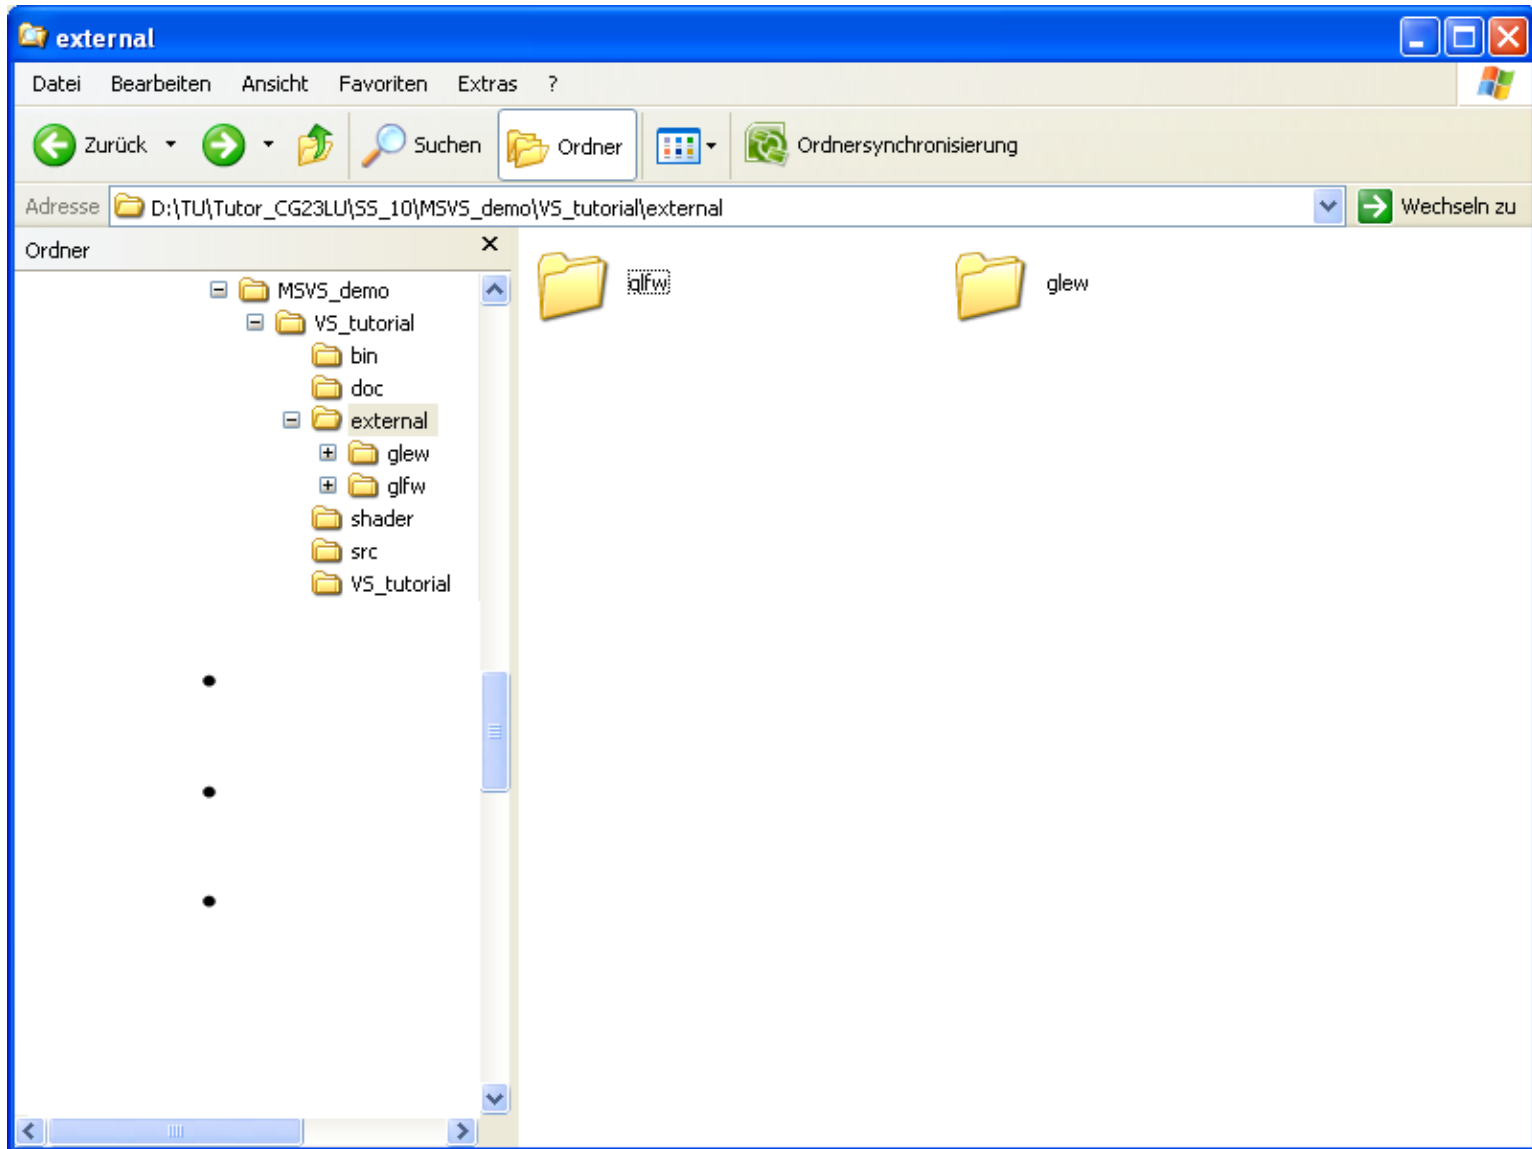 external
Datei Bearbeiten Ansicht Favoriten Extras ?
Zurück Suchen Ordner Ordnersynchronisierung
Adresse D:\TU\Tutor_CG23LU\SS_10\MSVS_demo\VS_tutorial\external Wechseln zu
Ordner
MSVS_demo
VS_tutorial
bin
doc
external
glew
glfw
shader
src
VS_tutorial
glfw glew